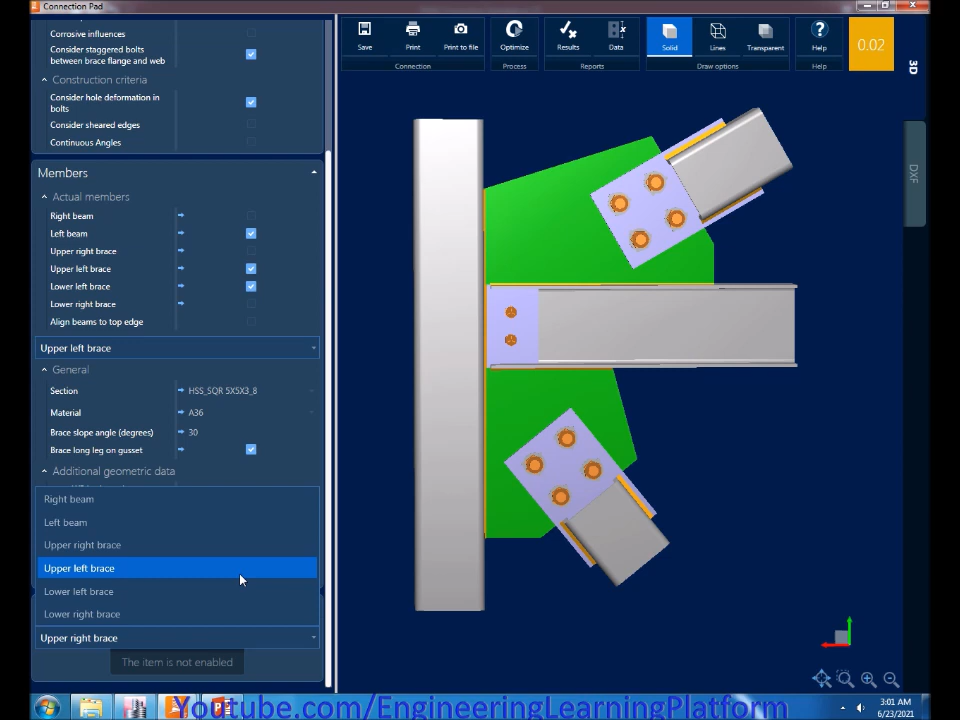 Connection Pad
Corrosive influences
Consider staggered bolts
between brace flange and web
Construction criteria
Consider hole deformation in
bolts
Consider sheared edges
Continuous Angles
Members
Actual members
Right beam
Left beam
Upper right brace
Upper left brace
Lower left brace
Lower right brace
Align beams to top edge
Upper left brace
General
Section HSS_SQR 5X5X3_8
Material A36
Brace slope angle (degrees) 30
Brace long leg on gusset
Additional geometric data
Right beam
Left beam
Upper right brace
Upper left brace
Lower left brace
Lower right brace
Upper right brace
The item is not enabled
Save Print Print to file Optimize Results Data Solid Lines Transparent Help
Connection Process Reports Draw options Help
0.02
3D
DXF
Youtube.com/EngineeringLearningPlatform
3:01 AM
6/23/2021